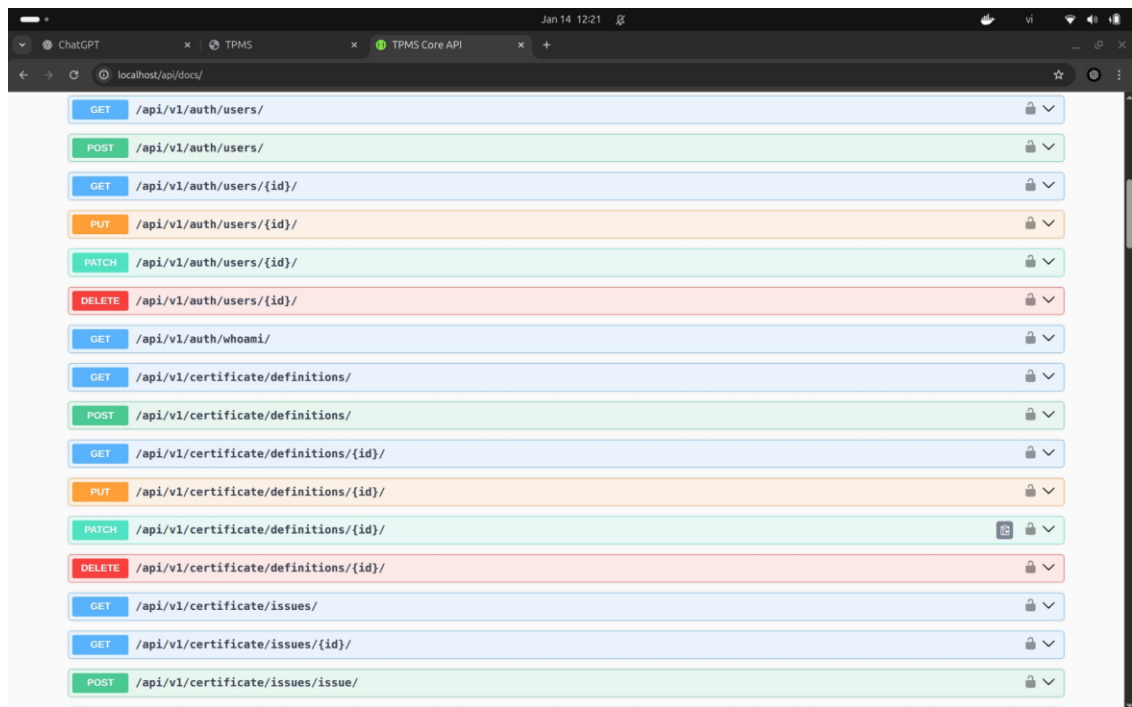 Jan 14 12:21
vi
ChatGPT
TPMS
TPMS Core API
localhost/api/docs/
GET /api/v1/auth/users/
POST /api/v1/auth/users/
GET /api/v1/auth/users/{id}/
PUT /api/v1/auth/users/{id}/
PATCH /api/v1/auth/users/{id}/
DELETE /api/v1/auth/users/{id}/
GET /api/v1/auth/whoami/
GET /api/v1/certificate/definitions/
POST /api/v1/certificate/definitions/
GET /api/v1/certificate/definitions/{id}/
PUT /api/v1/certificate/definitions/{id}/
PATCH /api/v1/certificate/definitions/{id}/
DELETE /api/v1/certificate/definitions/{id}/
GET /api/v1/certificate/issues/
GET /api/v1/certificate/issues/{id}/
POST /api/v1/certificate/issues/issue/